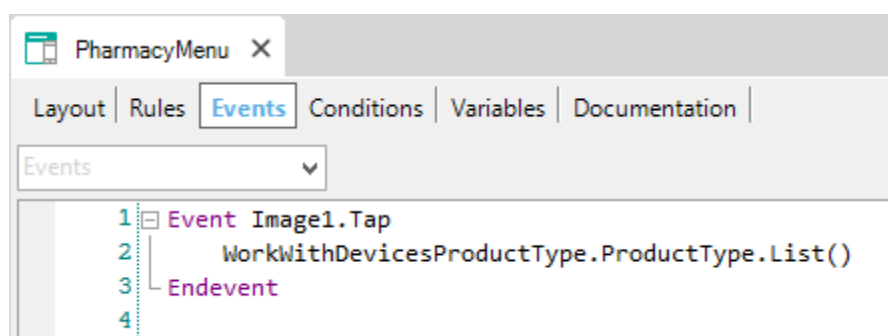 PharmacyMenu
Layout Rules Events Conditions Variables Documentation
Events
1 Event Image1.Tap
2 WorkWithDevicesProductType.ProductType.List()
3 Endevent
4